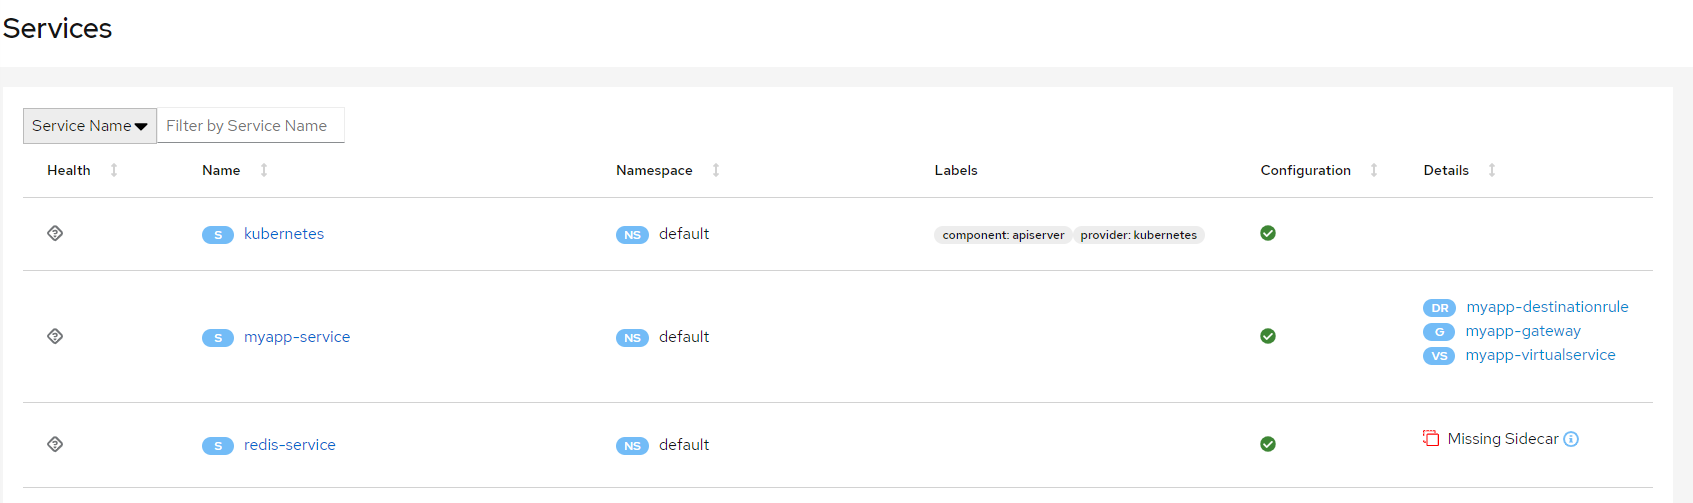 Services
Service Name Filter by Service Name
Health Name Namespace Labels Configuration Details
S kubernetes NS default component: apiserver provider: kubernetes
S myapp-service NS default
DR myapp-destinationrule
G myapp-gateway
VS myapp-virtualservice
S redis-service NS default Missing Sidecar